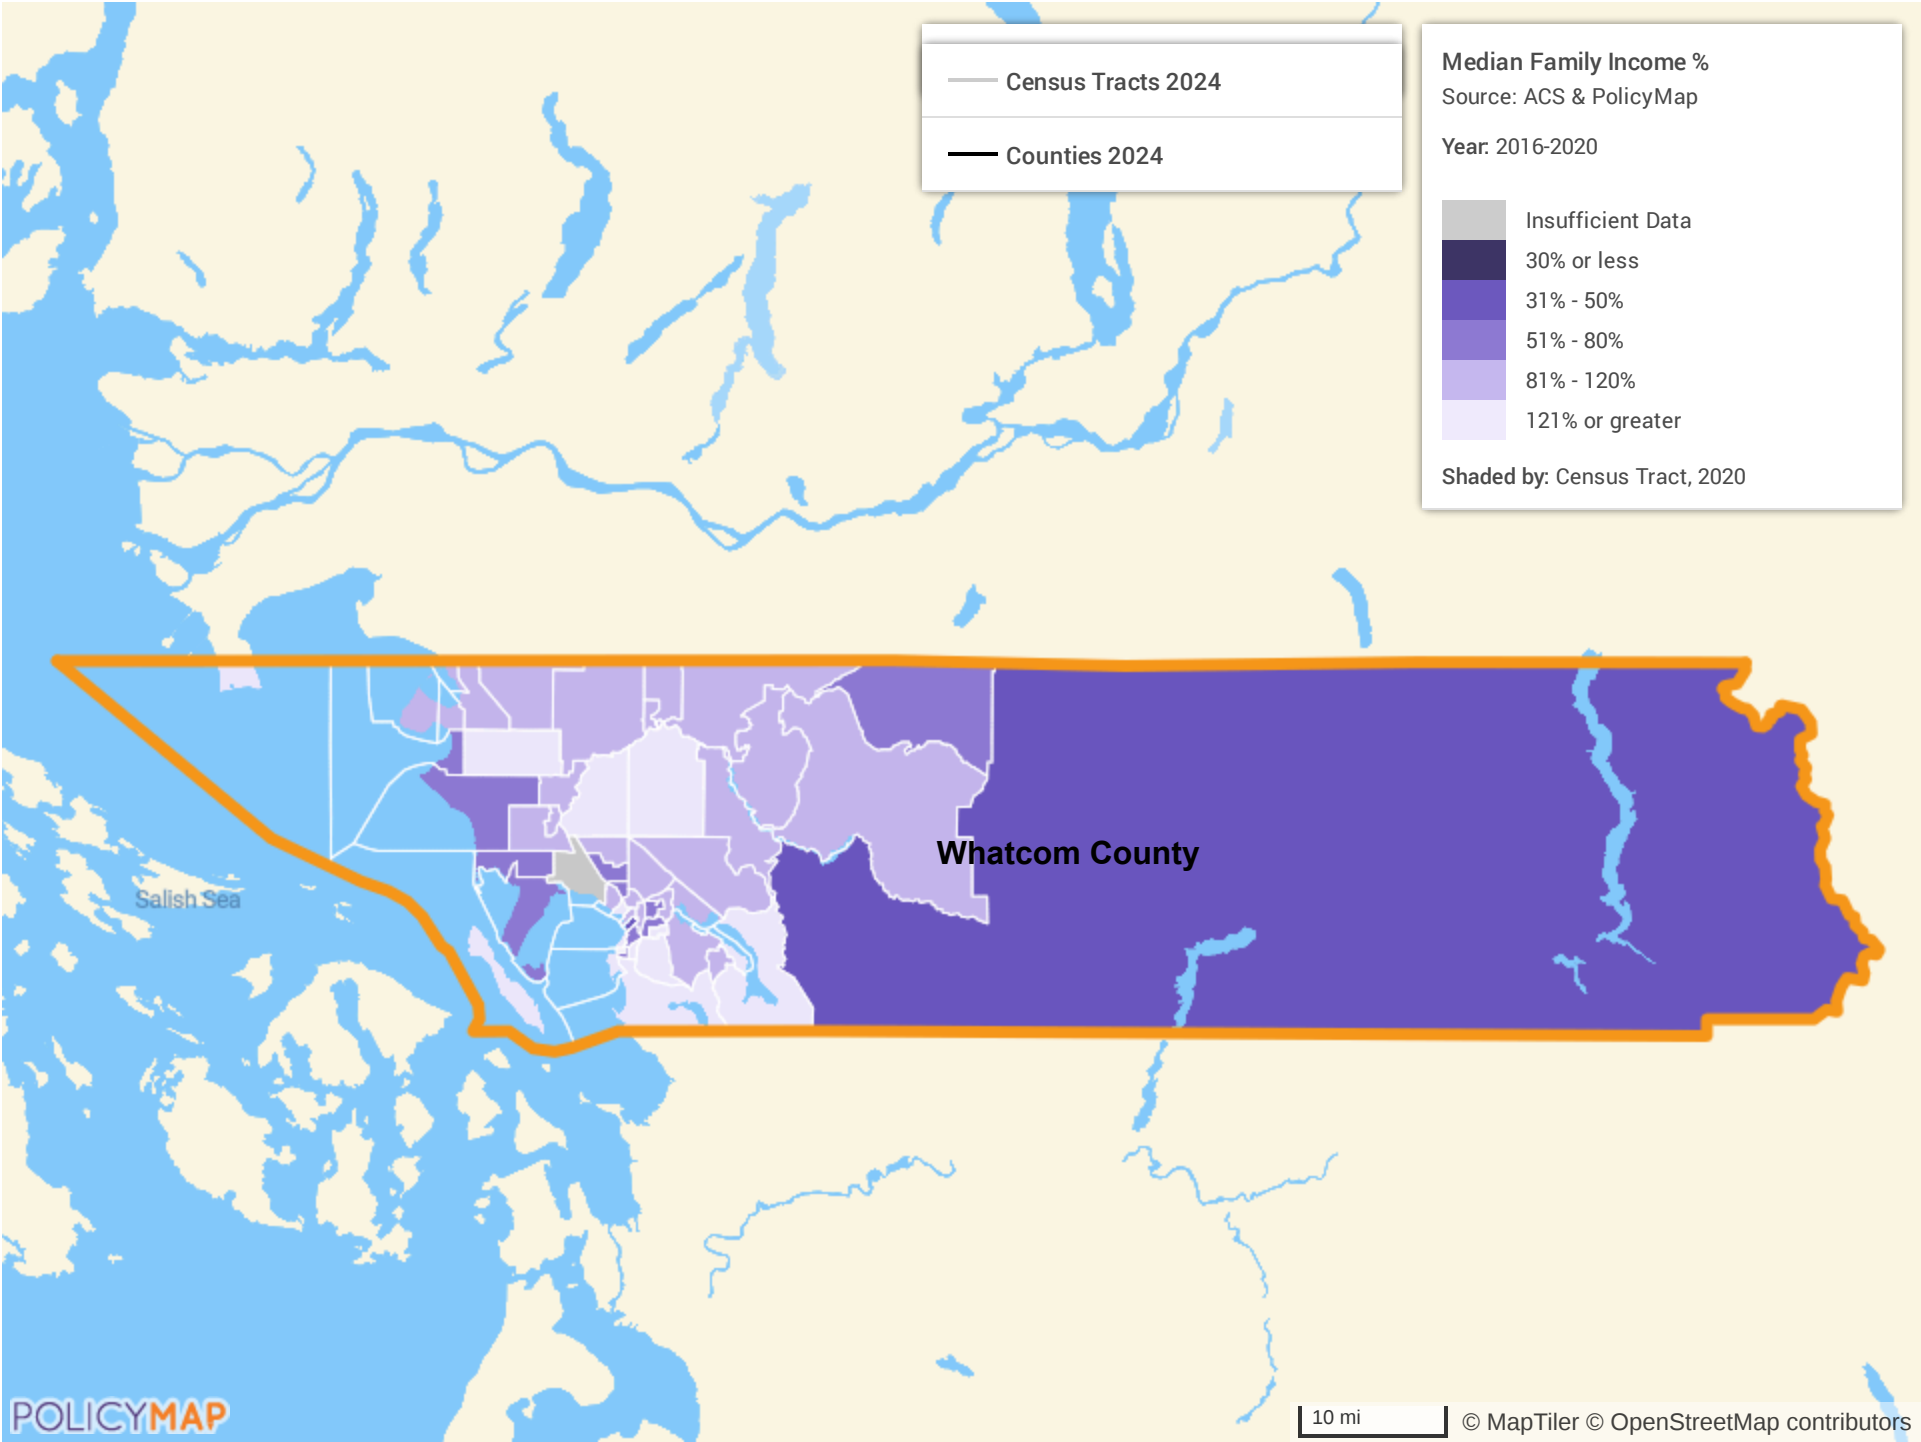 Census Tracts 2024
Counties 2024
Median Family Income %
Source: ACS & PolicyMap
Year: 2016-2020
Insufficient Data
30% or less
31% - 50%
51% - 80%
81% - 120%
121% or greater
Shaded by: Census Tract, 2020
Whatcom County
Salish Sea
POLICYMAP
10 mi
© MapTiler © OpenStreetMap contributors